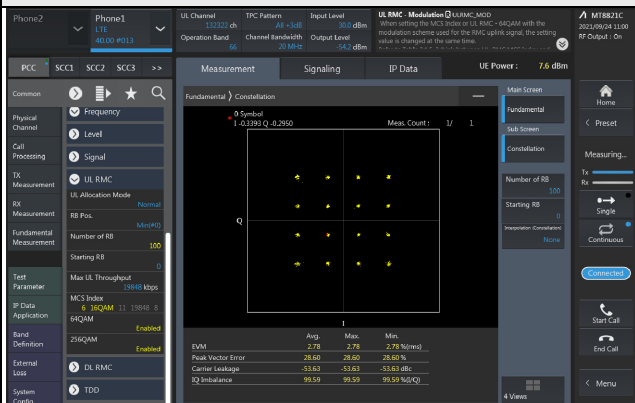 Phone2
Phone1
LTE
40.00 #013
UL Channel
132322 ch
Operation Band
66
TPC Pattern
All +3dB
Channel Bandwidth
20 MHz
Input Level
30.0 dBm
Output Level
-54.2 dBm
UL RMC - Modulation
ULRMC_MOD
When setting the MCS Index or UL RMC - 64QAM with the
modulation scheme used for the RMC uplink signal, the setting
value is changed at the same time.
MT8821C
2021/09/24 11:00
RF Output : On
PCC
SCC1
SCC2
SCC3
>>
Measurement
Signaling
IP Data
UE Power :
7.6 dBm
Common
Physical
Channel
Call
Processing
TX
Measurement
RX
Measurement
Fundamental
Measurement
Test
Parameter
IP Data
Application
Band
Definition
External
Loss
System
Config
Frequency
Level
Signal
UL RMC
UL Allocation Mode
Normal
RB Pos.
Min(#0)
Number of RB
100
Starting RB
0
Max UL Throughput
19848 kbps
MCS Index
6 16QAM 11 19848 8
64QAM
Enabled
256QAM
Enabled
DL RMC
TDD
Fundamental
Constellation
0 Symbol
I -0.3393 Q -0.2950
Meas. Count : 1/ 1
Q
I
Avg. Max. Min.
EVM 2.78 2.78 2.78 %(rms)
Peak Vector Error 28.60 28.60 28.60 %
Carrier Leakage -53.63 -53.63 -53.63 dBc
IQ Imbalance 99.59 99.59 99.59 %(I/Q)
Main Screen
Fundamental
Sub Screen
Constellation
Number of RB
100
Starting RB
0
Interpolation (Constellation)
None
4 Views
Home
Preset
Measuring...
Tx
Rx
Single
Continuous
Connected
Start Call
End Call
Menu